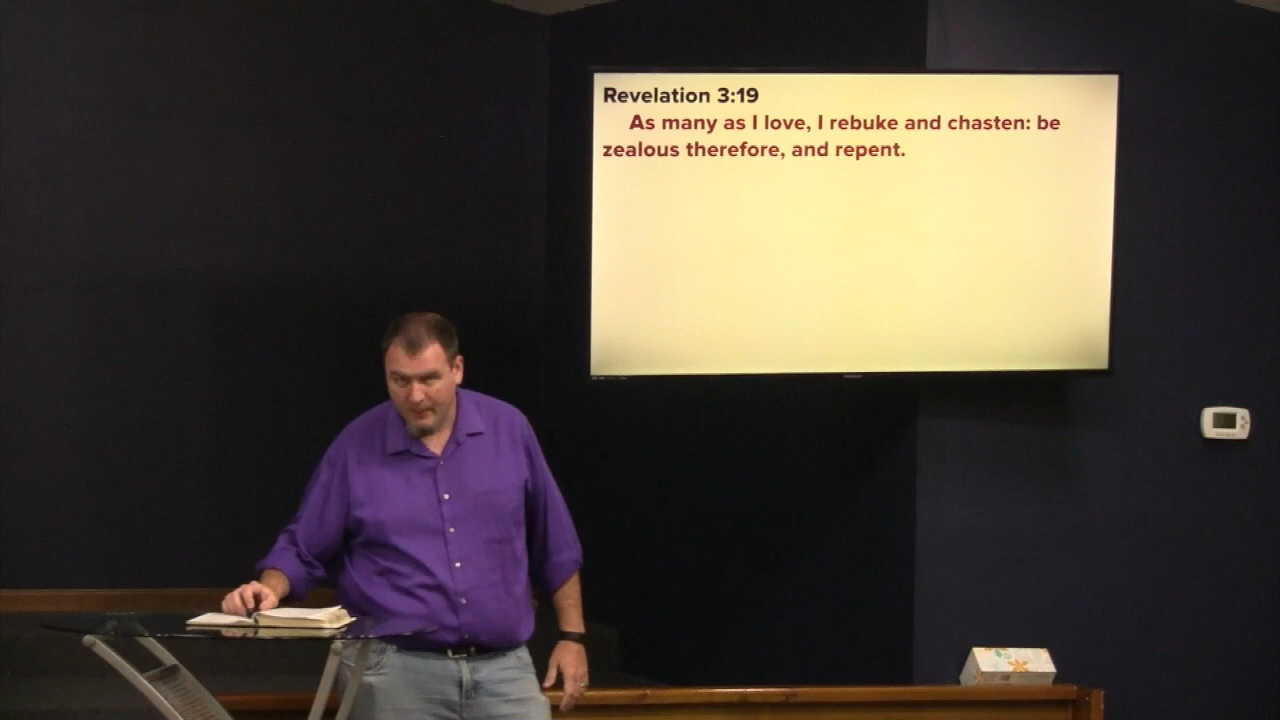 Revelation 3:19
As many as I love, I rebuke and chasten: be
zealous therefore, and repent.